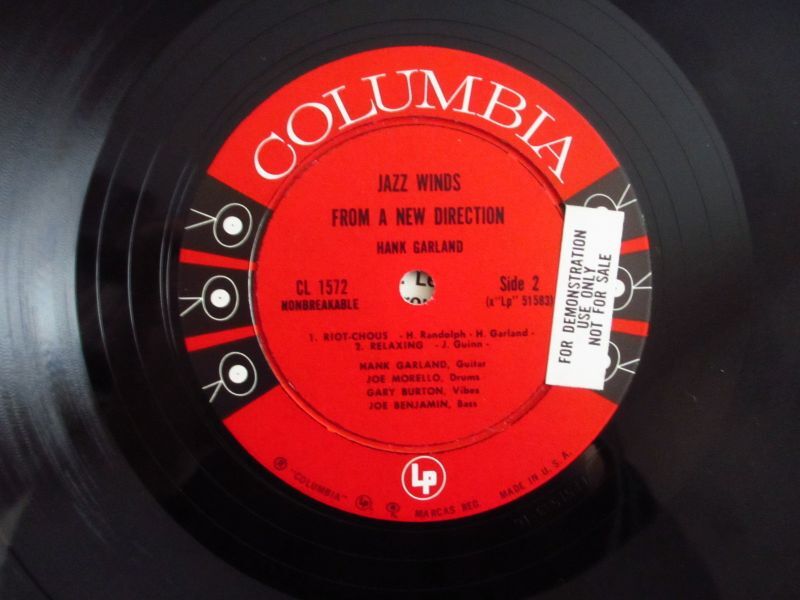 COLUMBIA
JAZZ WINDS
FROM A NEW DIRECTION
HANK GARLAND
CL 1572
NONBREAKABLE
Side 2
(x"Lp" 51583)
1. RIOT-CHOUS - H. Randolph - H. Garland -
2. RELAXING - J. Guinn -
HANK GARLAND, Guitar
JOE MORELLO, Drums
GARY BURTON, Vibes
JOE BENJAMIN, Bass
FOR DEMONSTRATION
USE ONLY
NOT FOR SALE
Lp
® "COLUMBIA" Lp MARCAS REG. MADE IN U.S.A.